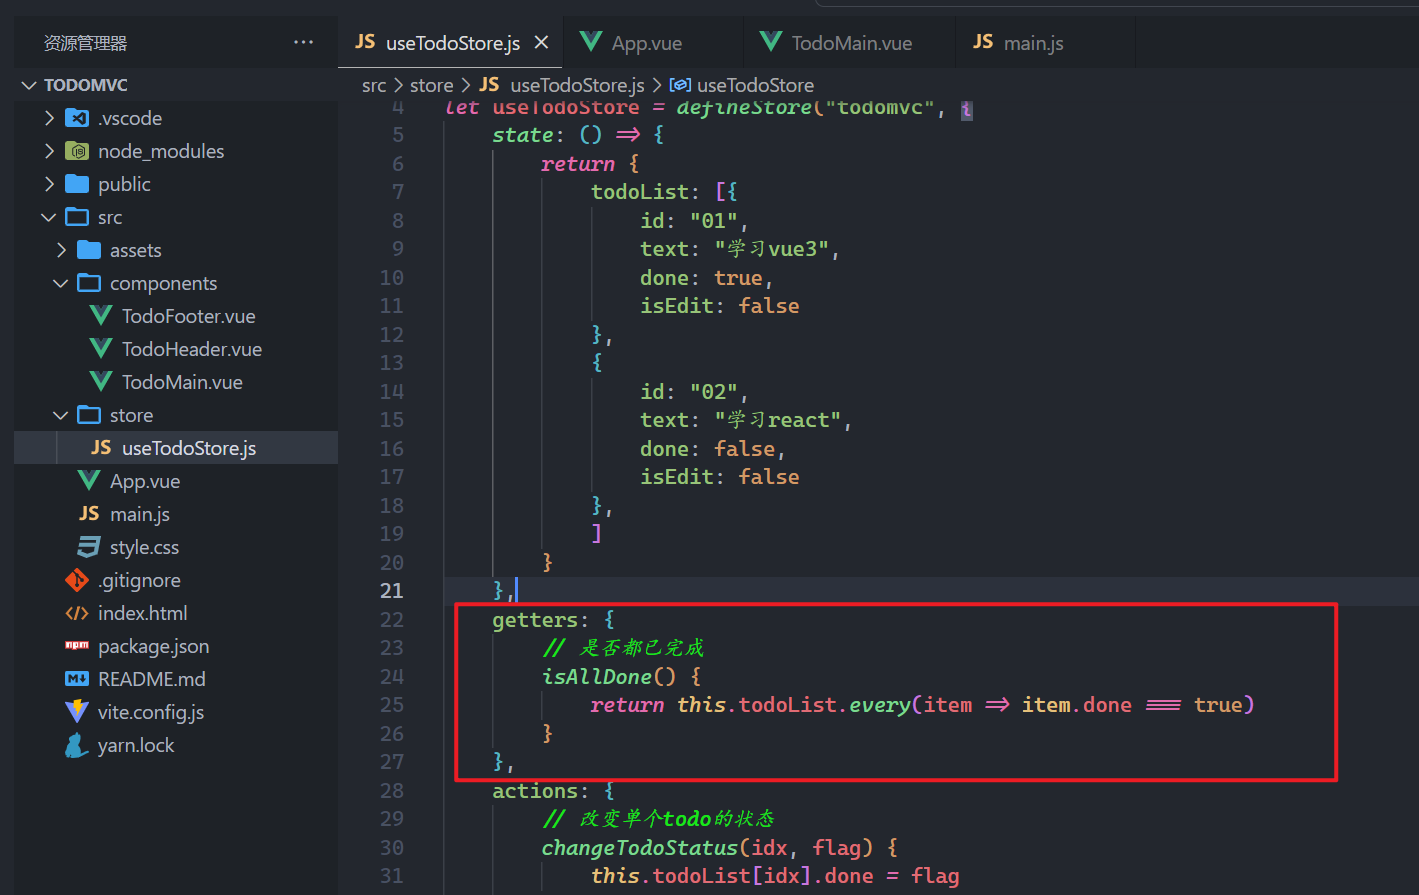 资源管理器 ···
useTodoStore.js
App.vue
TodoMain.vue
main.js
TODOMVC
.vscode
node_modules
public
src
assets
components
TodoFooter.vue
TodoHeader.vue
TodoMain.vue
store
useTodoStore.js
App.vue
main.js
style.css
.gitignore
index.html
package.json
README.md
vite.config.js
yarn.lock
src > store > JS useTodoStore.js > useTodoStore
4 let useTodoStore = defineStore("todomvc", {
5 state: () => {
6 return {
7 todoList: [{
8 id: "01",
9 text: "学习vue3",
10 done: true,
11 isEdit: false
12 },
13 {
14 id: "02",
15 text: "学习react",
16 done: false,
17 isEdit: false
18 },
19 ]
20 }
21 },
22 getters: {
23 // 是否都已完成
24 isAllDone() {
25 return this.todoList.every(item => item.done === true)
26 }
27 },
28 actions: {
29 // 改变单个todo的状态
30 changeTodoStatus(idx, flag) {
31 this.todoList[idx].done = flag